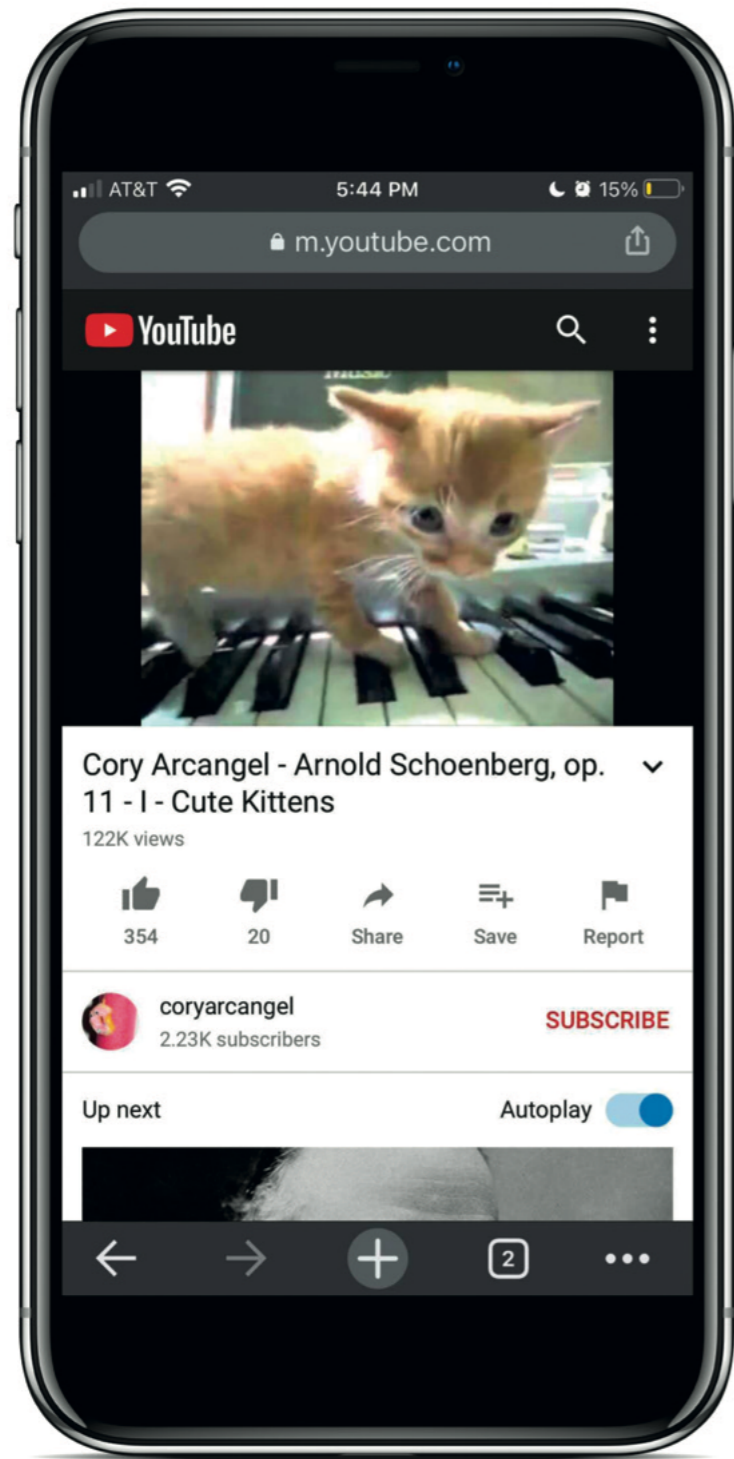 AT&T 5:44 PM 15%
m.youtube.com
YouTube
Music
Cory Arcangel - Arnold Schoenberg, op.
11 - I - Cute Kittens
122K views
354 20 Share Save Report
coryarcangel
2.23K subscribers
SUBSCRIBE
Up next Autoplay
2